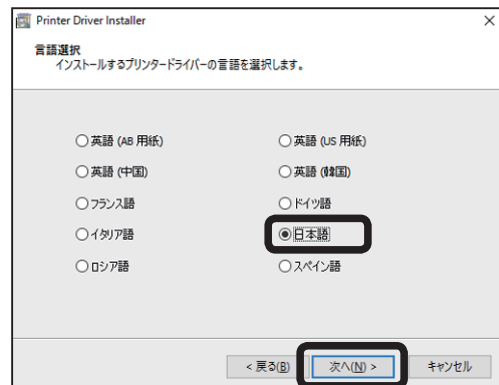 Printer Driver Installer
言語選択
インストールするプリンタードライバーの言語を選択します。
英語 (AB 用紙)
英語 (US 用紙)
英語 (中国)
英語 (韓国)
フランス語
ドイツ語
イタリア語
日本語
ロシア語
スペイン語
< 戻る(B)
次へ(N) >
キャンセル